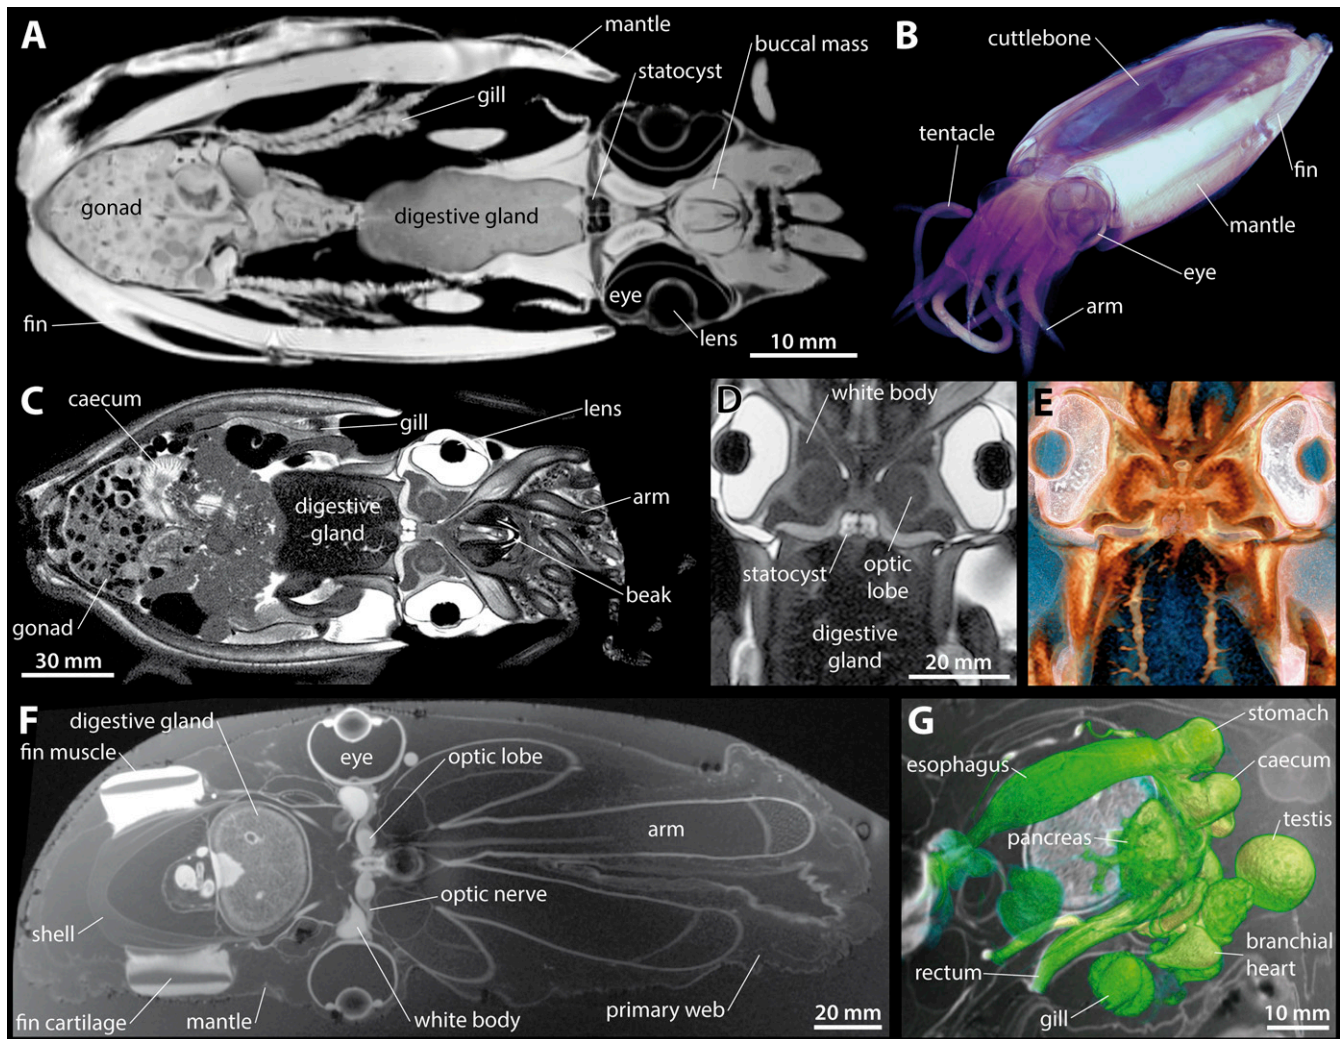 A
mantle
statocyst
buccal mass
gill
gonad
digestive gland
fin
eye
lens
10 mm
B
cuttlebone
tentacle
fin
mantle
eye
arm
C
caecum
gill
lens
digestive
gland
arm
beak
gonad
30 mm
D
white body
statocyst
optic
lobe
digestive
gland
20 mm
E
F
digestive gland
fin muscle
eye
optic lobe
arm
optic nerve
shell
fin cartilage
mantle
white body
primary web
20 mm
G
stomach
esophagus
caecum
pancreas
testis
rectum
branchial
heart
gill
10 mm